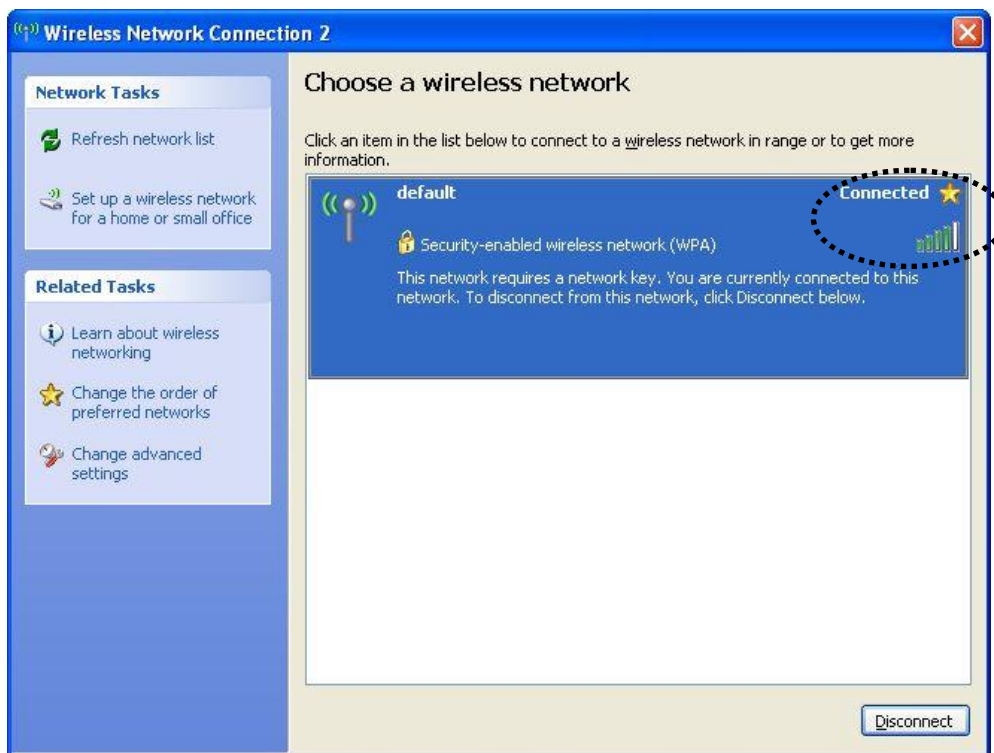 Wireless Network Connection 2
Network Tasks
Refresh network list
Set up a wireless network
for a home or small office
Related Tasks
Learn about wireless
networking
Change the order of
preferred networks
Change advanced
settings
Choose a wireless network
Click an item in the list below to connect to a wireless network in range or to get more
information.
default
Connected
Security-enabled wireless network (WPA)
This network requires a network key. You are currently connected to this
network. To disconnect from this network, click Disconnect below.
Disconnect